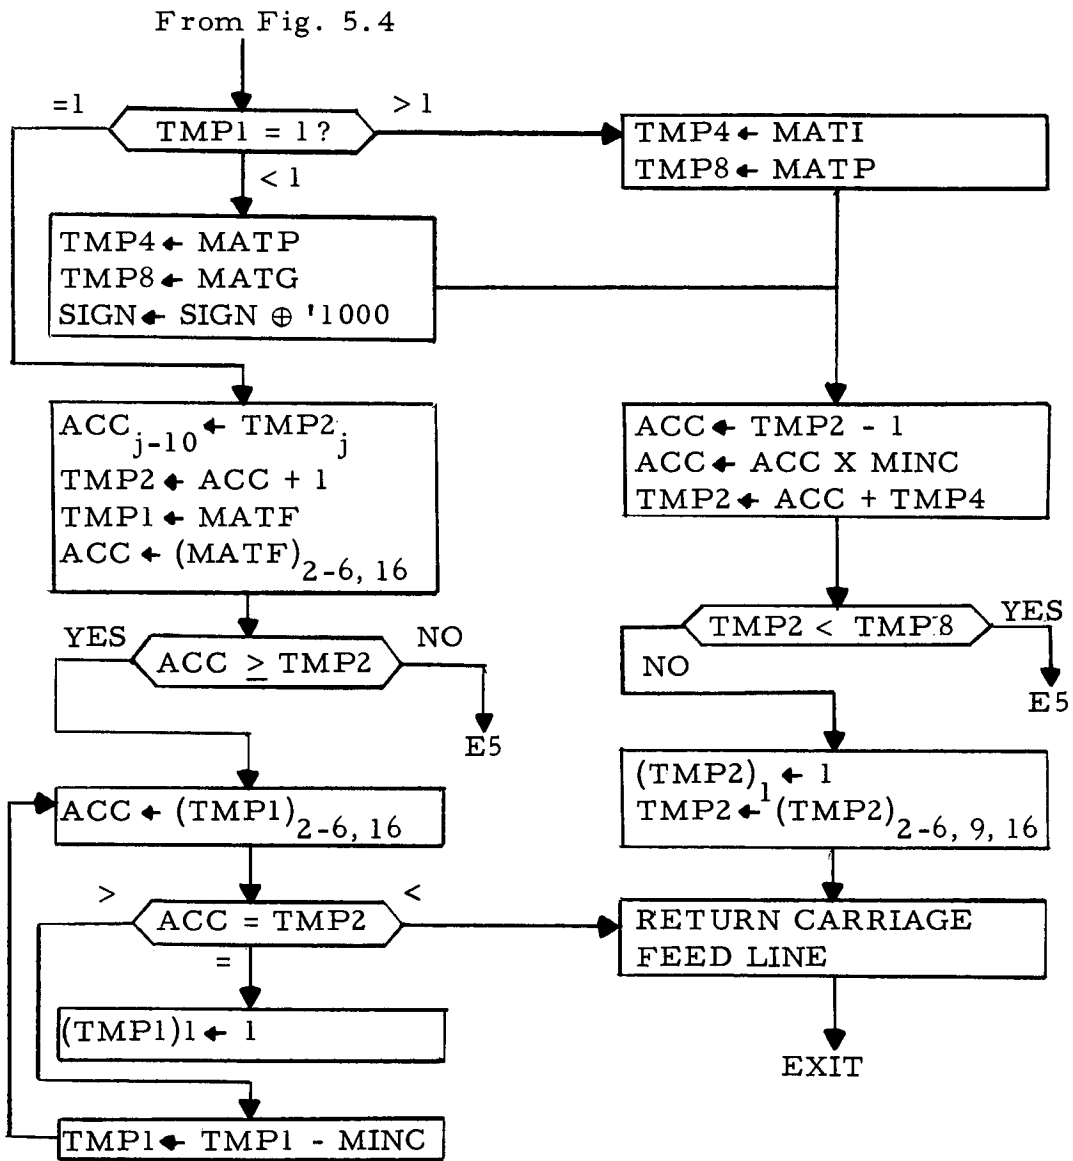 From Fig. 5.4
=1
TMP1 = 1?
>1
<1
TMP4 ← MATI
TMP8 ← MATP
TMP4 ← MATP
TMP8 ← MATG
SIGN ← SIGN ⊕ '1000
ACC j-10 ← TMP2 j
TMP2 ← ACC + 1
TMP1 ← MATF
ACC ← (MATF) 2-6, 16
ACC ← TMP2 - 1
ACC ← ACC X MINC
TMP2 ← ACC + TMP4
YES
ACC ≥ TMP2
NO
E5
TMP2 < TMP8
YES
NO
E5
ACC ← (TMP1) 2-6, 16
(TMP2) 1 ← 1
TMP2 ← (TMP2) 2-6, 9, 16
>
ACC = TMP2
<
=
RETURN CARRIAGE
FEED LINE
(TMP1)1 ← 1
EXIT
TMP1 ← TMP1 - MINC